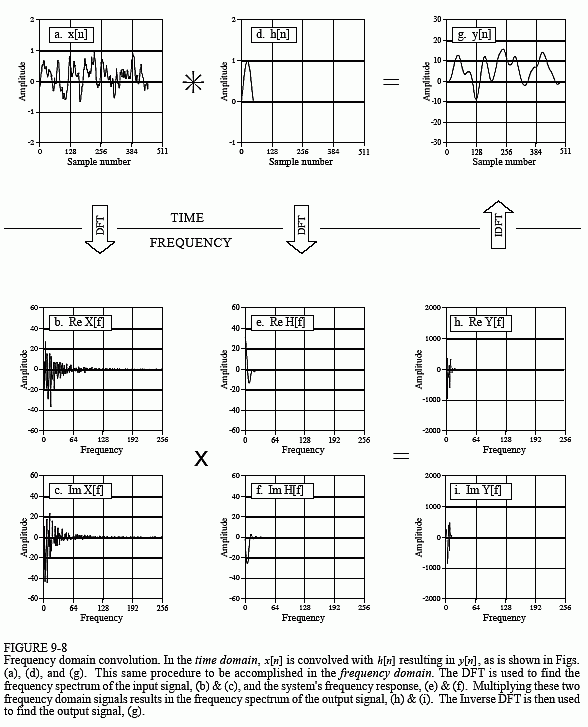 a. x[n]
2
1
0
-1
-2
Amplitude
0 128 256 384 511
Sample number
*
d. h[n]
2
1
0
-1
Amplitude
0 128 256 384 511
Sample number
=
g. y[n]
30
20
10
0
-10
-20
-30
Amplitude
0 128 256 384 511
Sample number
DFT
TIME
FREQUENCY
DFT
IDFT
b. Re X[f]
60
40
20
0
-20
-40
-60
Amplitude
0 64 128 192 256
Frequency
e. Re H[f]
60
40
20
0
-20
-40
-60
Amplitude
0 64 128 192 256
Frequency
h. Re Y[f]
2000
1000
0
-1000
-2000
Amplitude
0 64 128 192 256
Frequency
x
=
c. Im X[f]
60
40
20
0
-20
-40
-60
Amplitude
0 64 128 192 256
Frequency
f. Im H[f]
60
40
20
0
-20
-40
-60
Amplitude
0 64 128 192 256
Frequency
i. Im Y[f]
2000
1000
0
-1000
2000
Amplitude
0 64 128 192 256
Frequency
FIGURE 9-8
Frequency domain convolution. In the time domain, x[n] is convolved with h[n] resulting in y[n], as is shown in Figs.
(a), (d), and (g). This same procedure to be accomplished in the frequency domain. The DFT is used to find the
frequency spectrum of the input signal, (b) & (c), and the system's frequency response, (e) & (f). Multiplying these two
frequency domain signals results in the frequency spectrum of the output signal, (h) & (i). The Inverse DFT is then used
to find the output signal, (g).